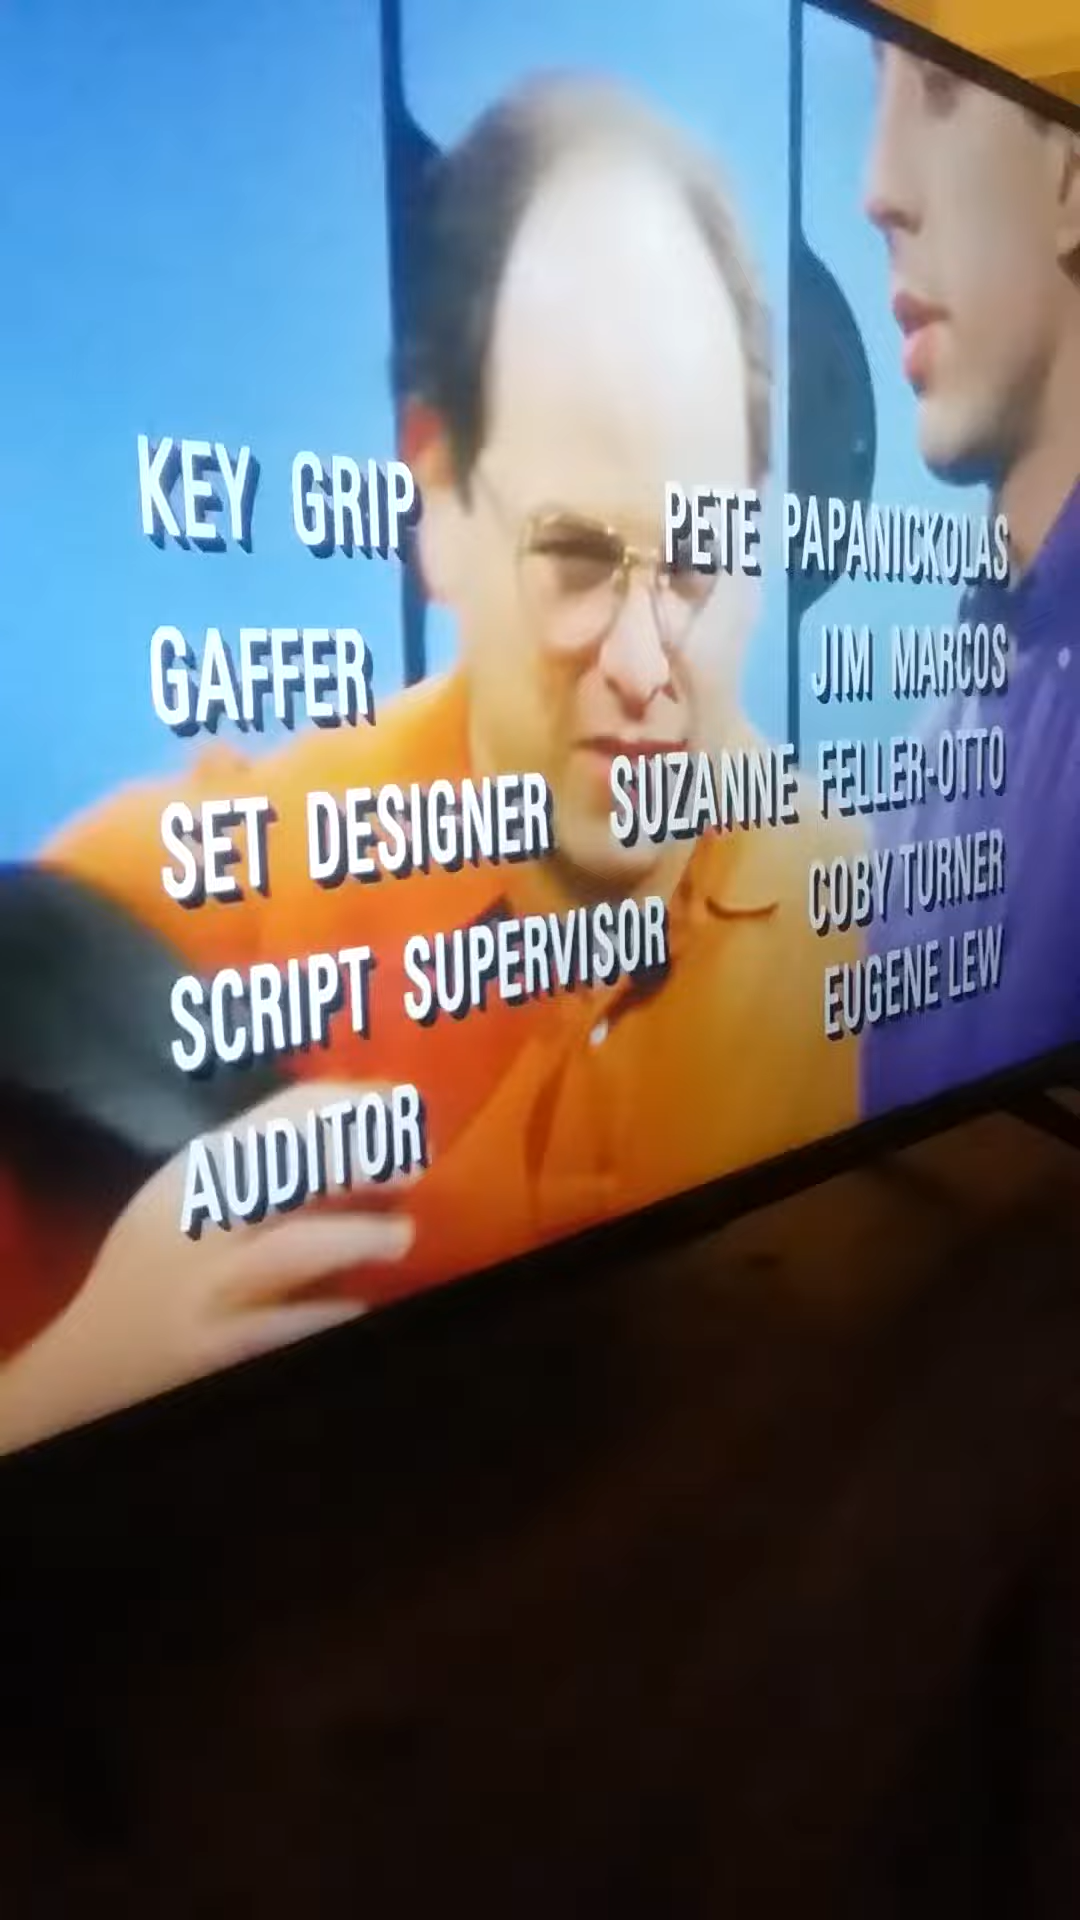 KEY GRIP PETE PAPANICKOLAS
GAFFER JIM MARCOS
SET DESIGNER SUZANNE FELLER-OTTO
SCRIPT SUPERVISOR COBY TURNER
AUDITOR EUGENE LEW